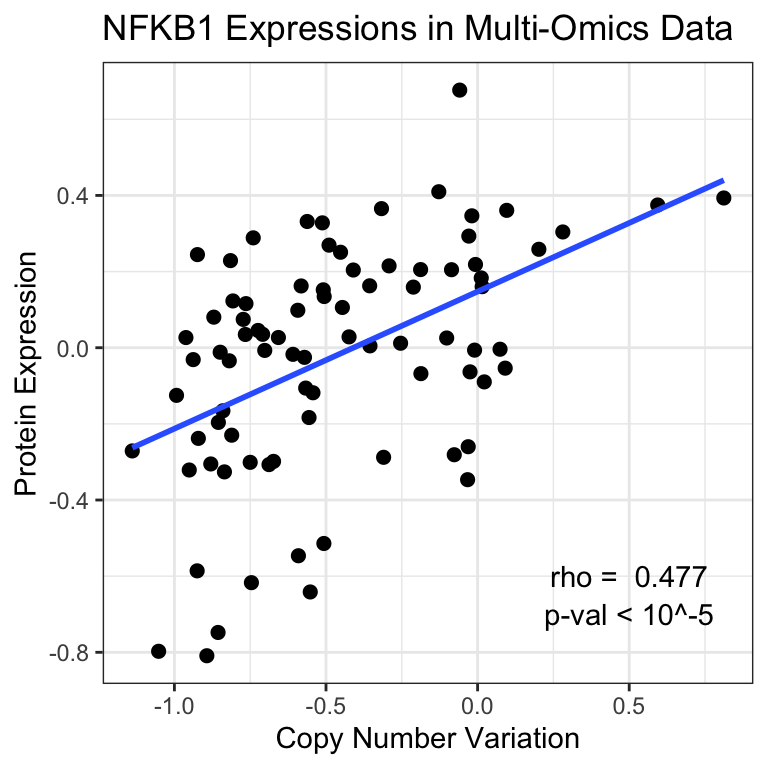 NFKB1 Expressions in Multi-Omics Data
Protein Expression
0.4
0.0
-0.4
-0.8
rho =  0.477
p-val < 10^-5
-1.0
-0.5
0.0
0.5
Copy Number Variation